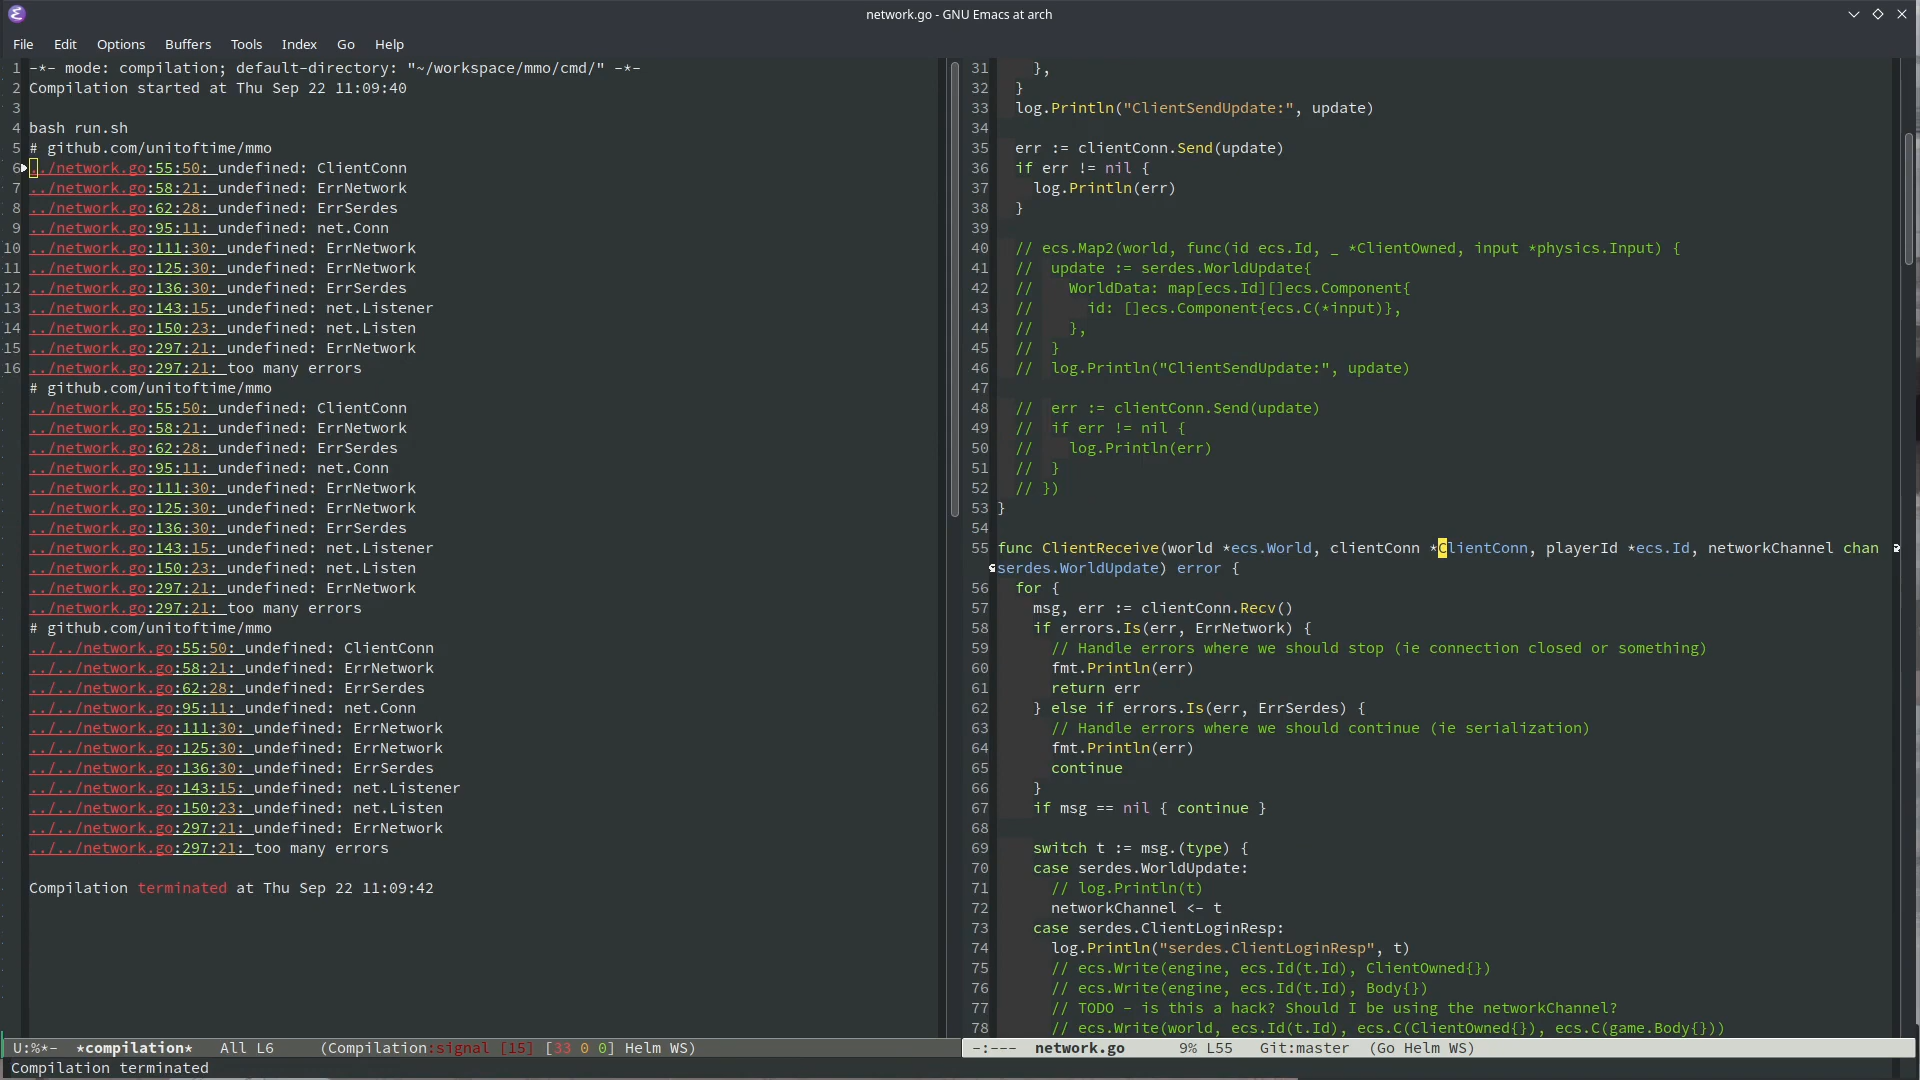 network.go - GNU Emacs at arch
File Edit Options Buffers Tools Index Go Help
1 -*- mode: compilation; default-directory: "~/workspace/mmo/cmd/" -*-
2 Compilation started at Thu Sep 22 11:09:40
3
4 bash run.sh
5 # github.com/unitoftime/mmo
6 ../network.go:55:50: undefined: ClientConn
7 ../network.go:58:21: undefined: ErrNetwork
8 ../network.go:62:28: undefined: ErrSerdes
9 ../network.go:95:11: undefined: net.Conn
10 ../network.go:111:30: undefined: ErrNetwork
11 ../network.go:125:30: undefined: ErrNetwork
12 ../network.go:136:30: undefined: ErrSerdes
13 ../network.go:143:15: undefined: net.Listener
14 ../network.go:150:23: undefined: net.Listen
15 ../network.go:297:21: undefined: ErrNetwork
16 ../network.go:297:21: too many errors
# github.com/unitoftime/mmo
../network.go:55:50: undefined: ClientConn
../network.go:58:21: undefined: ErrNetwork
../network.go:62:28: undefined: ErrSerdes
../network.go:95:11: undefined: net.Conn
../network.go:111:30: undefined: ErrNetwork
../network.go:125:30: undefined: ErrNetwork
../network.go:136:30: undefined: ErrSerdes
../network.go:143:15: undefined: net.Listener
../network.go:150:23: undefined: net.Listen
../network.go:297:21: undefined: ErrNetwork
../network.go:297:21: too many errors
# github.com/unitoftime/mmo
../../network.go:55:50: undefined: ClientConn
../../network.go:58:21: undefined: ErrNetwork
../../network.go:62:28: undefined: ErrSerdes
../../network.go:95:11: undefined: net.Conn
../../network.go:111:30: undefined: ErrNetwork
../../network.go:125:30: undefined: ErrNetwork
../../network.go:136:30: undefined: ErrSerdes
../../network.go:143:15: undefined: net.Listener
../../network.go:150:23: undefined: net.Listen
../../network.go:297:21: undefined: ErrNetwork
../../network.go:297:21: too many errors
Compilation terminated at Thu Sep 22 11:09:42
U:%*- *compilation* All L6 (Compilation:signal [15] [33 0 0] Helm WS)
31 },
32 }
33 log.Println("ClientSendUpdate:", update)
34
35 err := clientConn.Send(update)
36 if err != nil {
37 log.Println(err)
38 }
39
40 // ecs.Map2(world, func(id ecs.Id, _ *ClientOwned, input *physics.Input) {
41 // update := serdes.WorldUpdate{
42 // WorldData: map[ecs.Id][]ecs.Component{
43 // id: []ecs.Component{ecs.C(*input)},
44 // },
45 // }
46 // log.Println("ClientSendUpdate:", update)
47
48 // err := clientConn.Send(update)
49 // if err != nil {
50 // log.Println(err)
51 // }
52 // })
53 }
54
55 func ClientReceive(world *ecs.World, clientConn *ClientConn, playerId *ecs.Id, networkChannel chan
serdes.WorldUpdate) error {
56 for {
57 msg, err := clientConn.Recv()
58 if errors.Is(err, ErrNetwork) {
59 // Handle errors where we should stop (ie connection closed or something)
60 fmt.Println(err)
61 return err
62 } else if errors.Is(err, ErrSerdes) {
63 // Handle errors where we should continue (ie serialization)
64 fmt.Println(err)
65 continue
66 }
67 if msg == nil { continue }
68
69 switch t := msg.(type) {
70 case serdes.WorldUpdate:
71 // log.Println(t)
72 networkChannel <- t
73 case serdes.ClientLoginResp:
74 log.Println("serdes.ClientLoginResp", t)
75 // ecs.Write(engine, ecs.Id(t.Id), ClientOwned{})
76 // ecs.Write(engine, ecs.Id(t.Id), Body{})
77 // TODO - is this a hack? Should I be using the networkChannel?
78 // ecs.Write(world, ecs.Id(t.Id), ecs.C(ClientOwned{}), ecs.C(game.Body{}))
-:--- network.go 9% L55 Git:master (Go Helm WS)
Compilation terminated